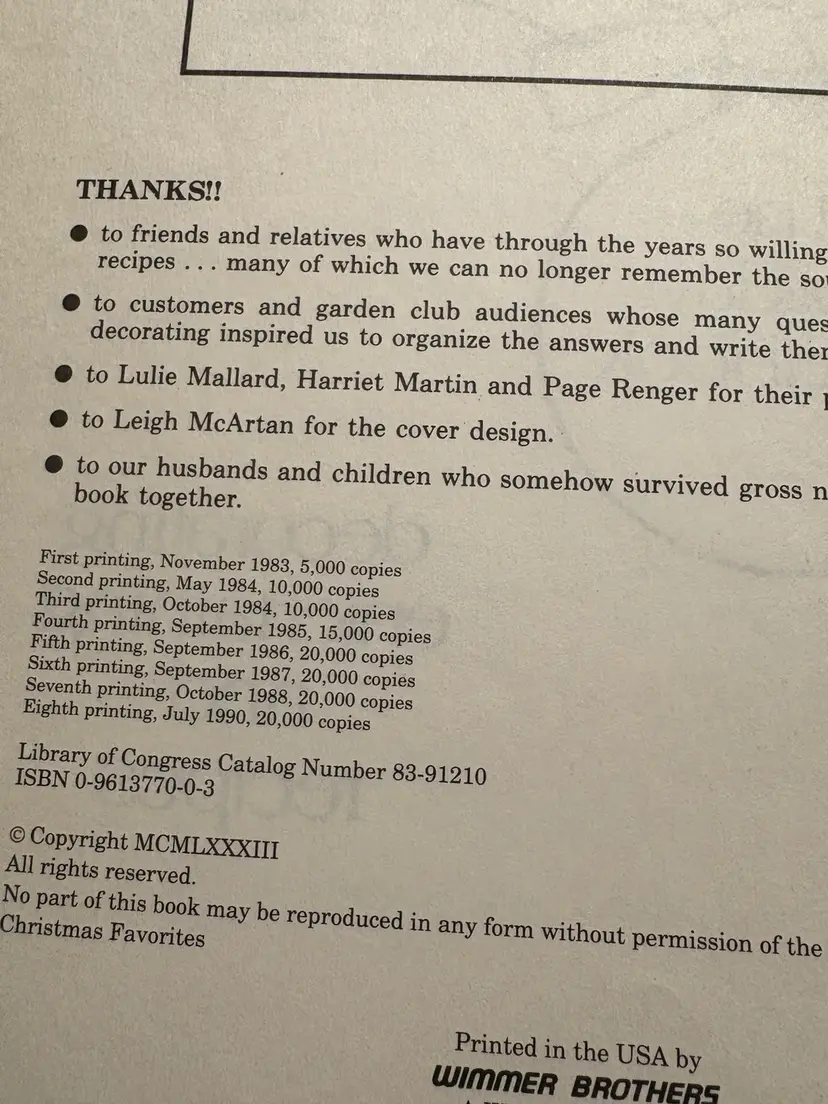 THANKS!!
● to friends and relatives who have through the years so willing
recipes . . . many of which we can no longer remember the
● to customers and garden club audiences whose many
decorating inspired us to organize the answers and write
● to Lulie Mallard, Harriet Martin and Page Renger for their
● to Leigh McArtan for the cover design.
● to our husbands and children who somehow survived gross
book together.
First printing, November 1983, 5,000 copies
Second printing, May 1984, 10,000 copies
Third printing, October 1984, 10,000 copies
Fourth printing, September 1985, 15,000 copies
Fifth printing, September 1986, 20,000 copies
Sixth printing, September 1987, 20,000 copies
Seventh printing, October 1988, 20,000 copies
Eighth printing, July 1990, 20,000 copies
Library of Congress Catalog Number 83-91210
ISBN 0-9613770-0-3
© Copyright MCMLXXXIII
All rights reserved.
No part of this book may be reproduced in any form without permission of the
Christmas Favorites
Printed in the USA by
WIMMER BROTHERS